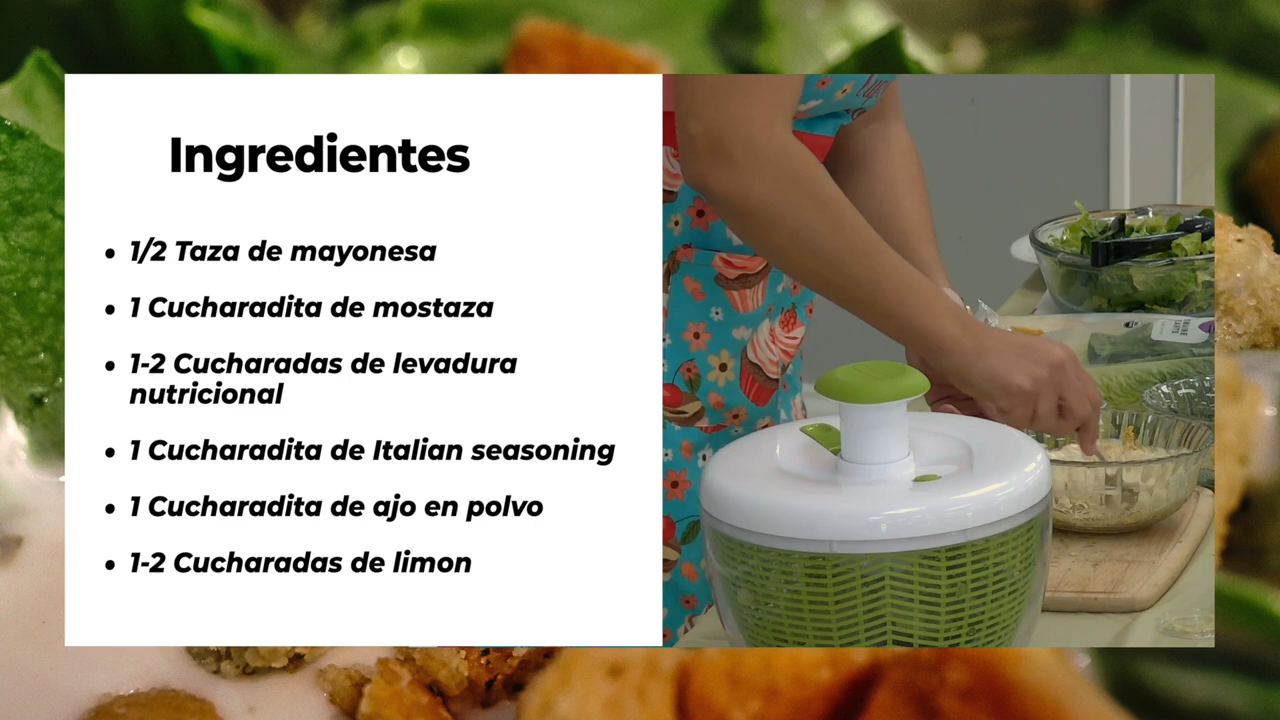 Ingredientes
• 1/2 Taza de mayonesa
• 1 Cucharadita de mostaza
• 1-2 Cucharadas de levadura
nutricional
• 1 Cucharadita de Italian seasoning
• 1 Cucharadita de ajo en polvo
• 1-2 Cucharadas de limon